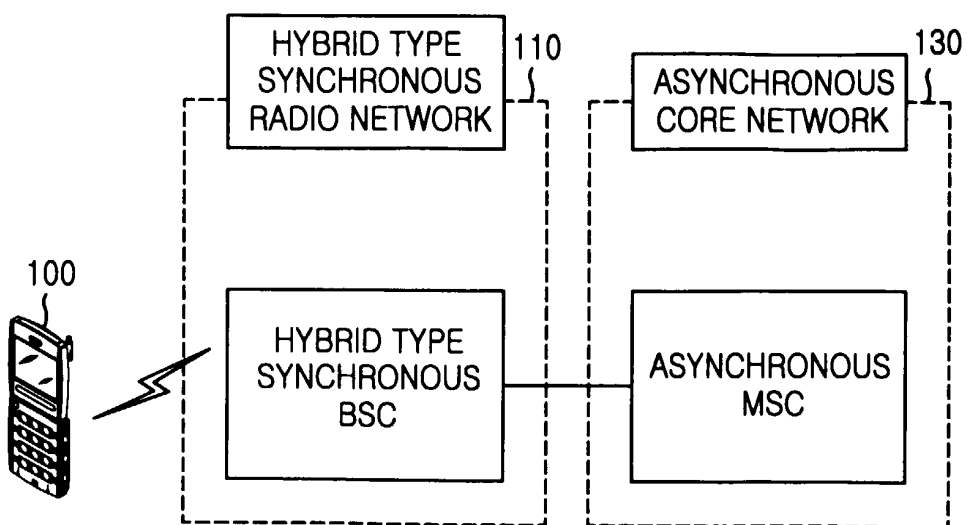 HYBRID TYPE
SYNCHRONOUS
RADIO NETWORK
110
ASYNCHRONOUS
CORE NETWORK
130
100
HYBRID TYPE
SYNCHRONOUS
BSC
ASYNCHRONOUS
MSC